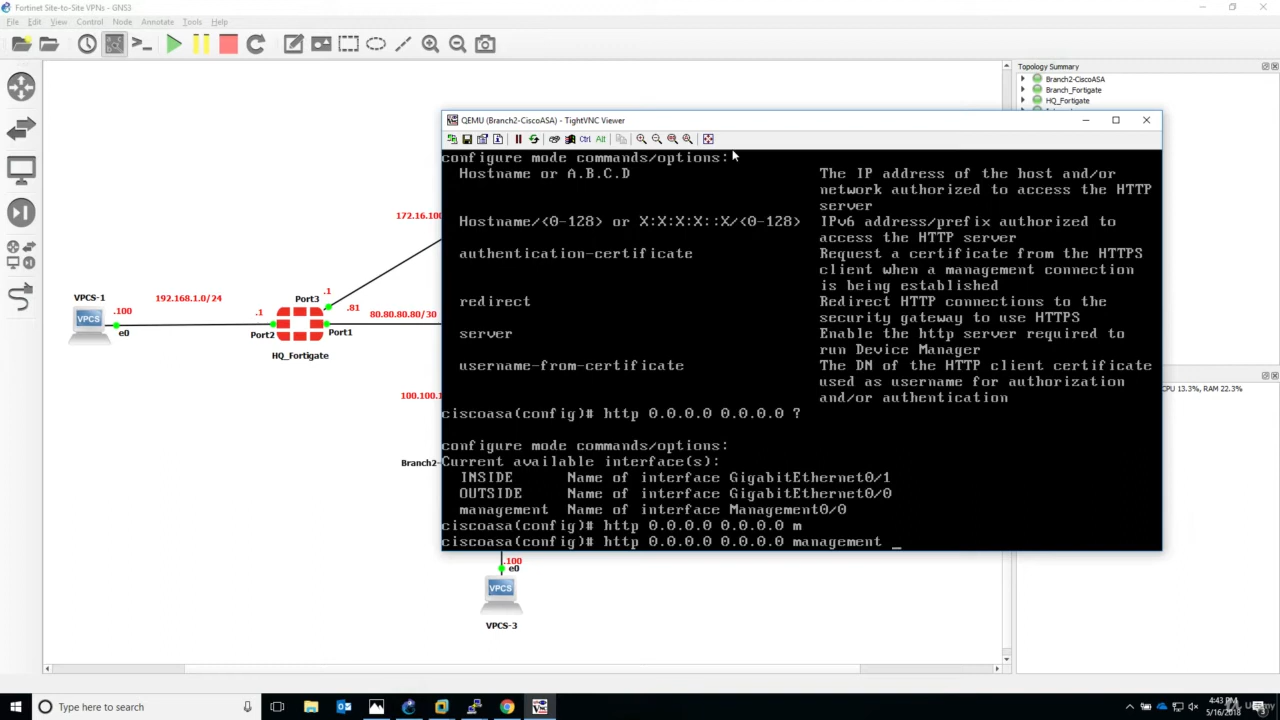 Fortinet Site-to-Site VPNs - GNS3
File Edit View Control Node Annotate Tools Help
Topology Summary
Branch2-CiscoASA
Branch_Fortigate
HQ_Fortigate
QEMU (Branch2-CiscoASA) - TightVNC Viewer
Ctrl Alt
configure mode commands/options:
Hostname or A.B.C.D The IP address of the host and/or
network authorized to access the HTTP
server
Hostname/<0-128> or X:X:X:X::X/<0-128> IPv6 address/prefix authorized to
access the HTTP server
authentication-certificate Request a certificate from the HTTPS
client when a management connection
is being established
redirect Redirect HTTP connections to the
security gateway to use HTTPS
server Enable the http server required to
run Device Manager
username-from-certificate The DN of the HTTP client certificate
used as username for authorization
and/or authentication
ciscoasa(config)# http 0.0.0.0 0.0.0.0 ?
configure mode commands/options:
Current available interface(s):
INSIDE Name of interface GigabitEthernet0/1
OUTSIDE Name of interface GigabitEthernet0/0
management Name of interface Management0/0
ciscoasa(config)# http 0.0.0.0 0.0.0.0 m
ciscoasa(config)# http 0.0.0.0 0.0.0.0 management _
172.16.100
VPCS-1
192.168.1.0/24
Port3
.1
.100
.1
.81
80.80.80.80/30
VPCS
e0
Port2
Port1
HQ_Fortigate
100.100.1
Branch2-
CPU 13.3%, RAM 22.3%
.100
e0
VPCS
VPCS-3
Type here to search
4:43 PM
5/16/2018
Udemy